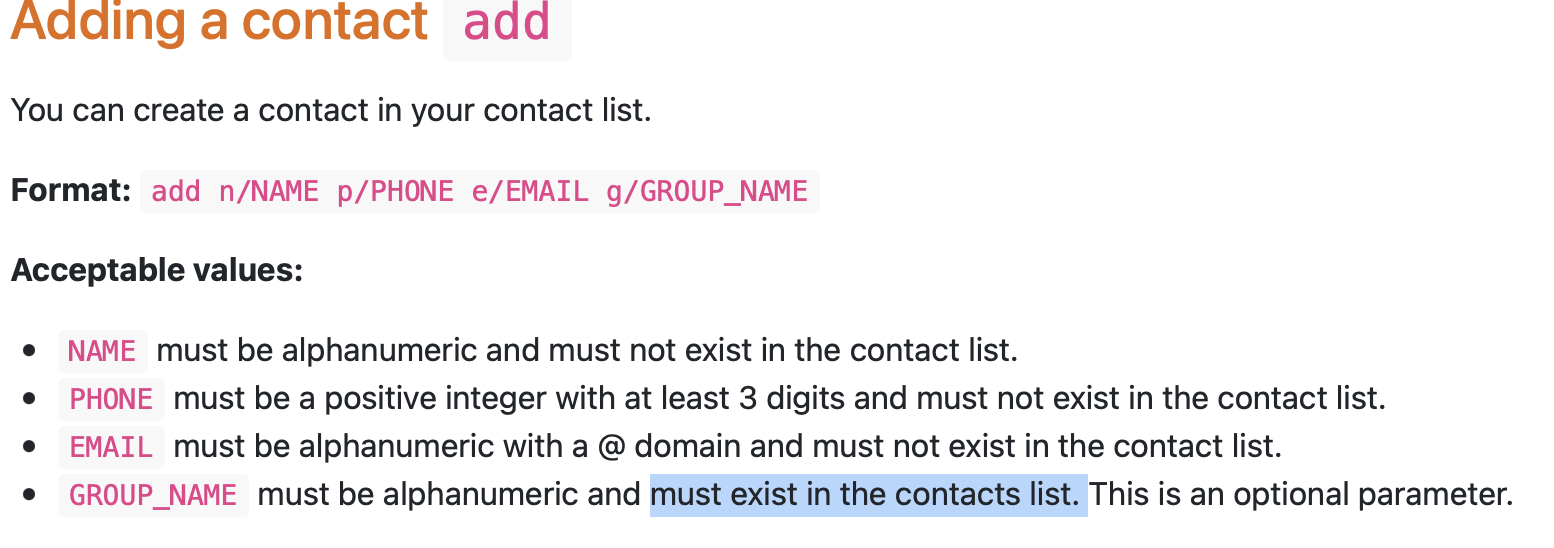 Adding a contact add
You can create a contact in your contact list.
Format: add n/NAME p/PHONE e/EMAIL g/GROUP_NAME
Acceptable values:
• NAME must be alphanumeric and must not exist in the contact list.
• PHONE must be a positive integer with at least 3 digits and must not exist in the contact list.
• EMAIL must be alphanumeric with a @ domain and must not exist in the contact list.
• GROUP_NAME must be alphanumeric and must exist in the contacts list. This is an optional parameter.